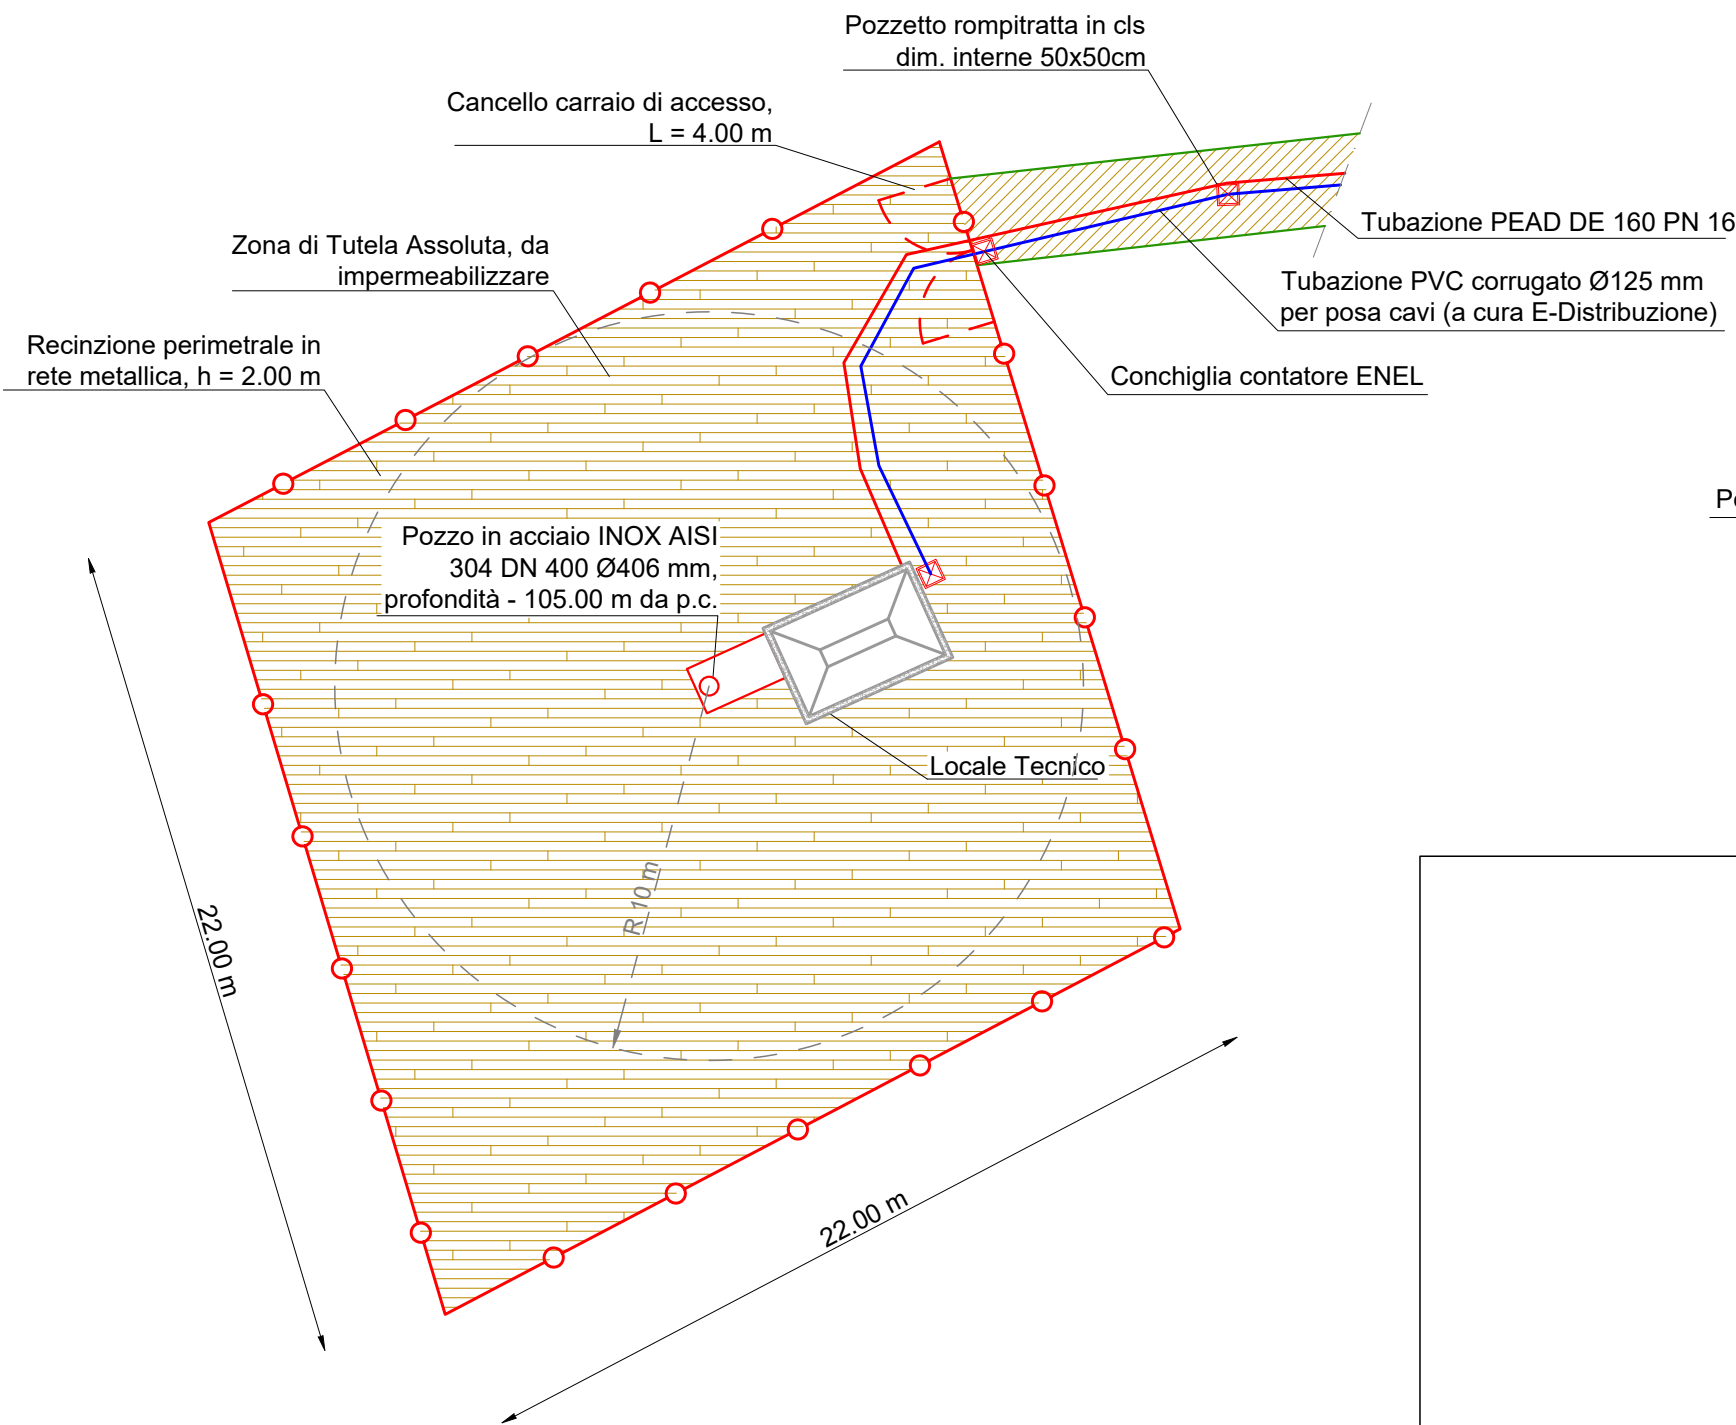 Pozzetto rompitratta in cls
dim. interne 50x50cm
Cancello carraio di accesso,
L = 4.00 m
Zona di Tutela Assoluta, da
impermeabilizzare
Recinzione perimetrale in
rete metallica, h = 2.00 m
Tubazione PEAD DE 160 PN 16
Tubazione PVC corrugato Ø125 mm
per posa cavi (a cura E-Distribuzione)
Conchiglia contatore ENEL
Pozzo in acciaio INOX AISI
304 DN 400 Ø406 mm,
profondità - 105.00 m da p.c.
Locale Tecnico
R 10 m
22.00 m
22.00 m